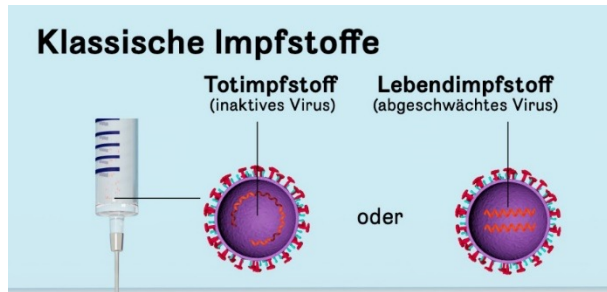 Klassische Impfstoffe
Totimpfstoff
(inaktives Virus)
Lebendimpfstoff
(abgeschwächtes Virus)
oder